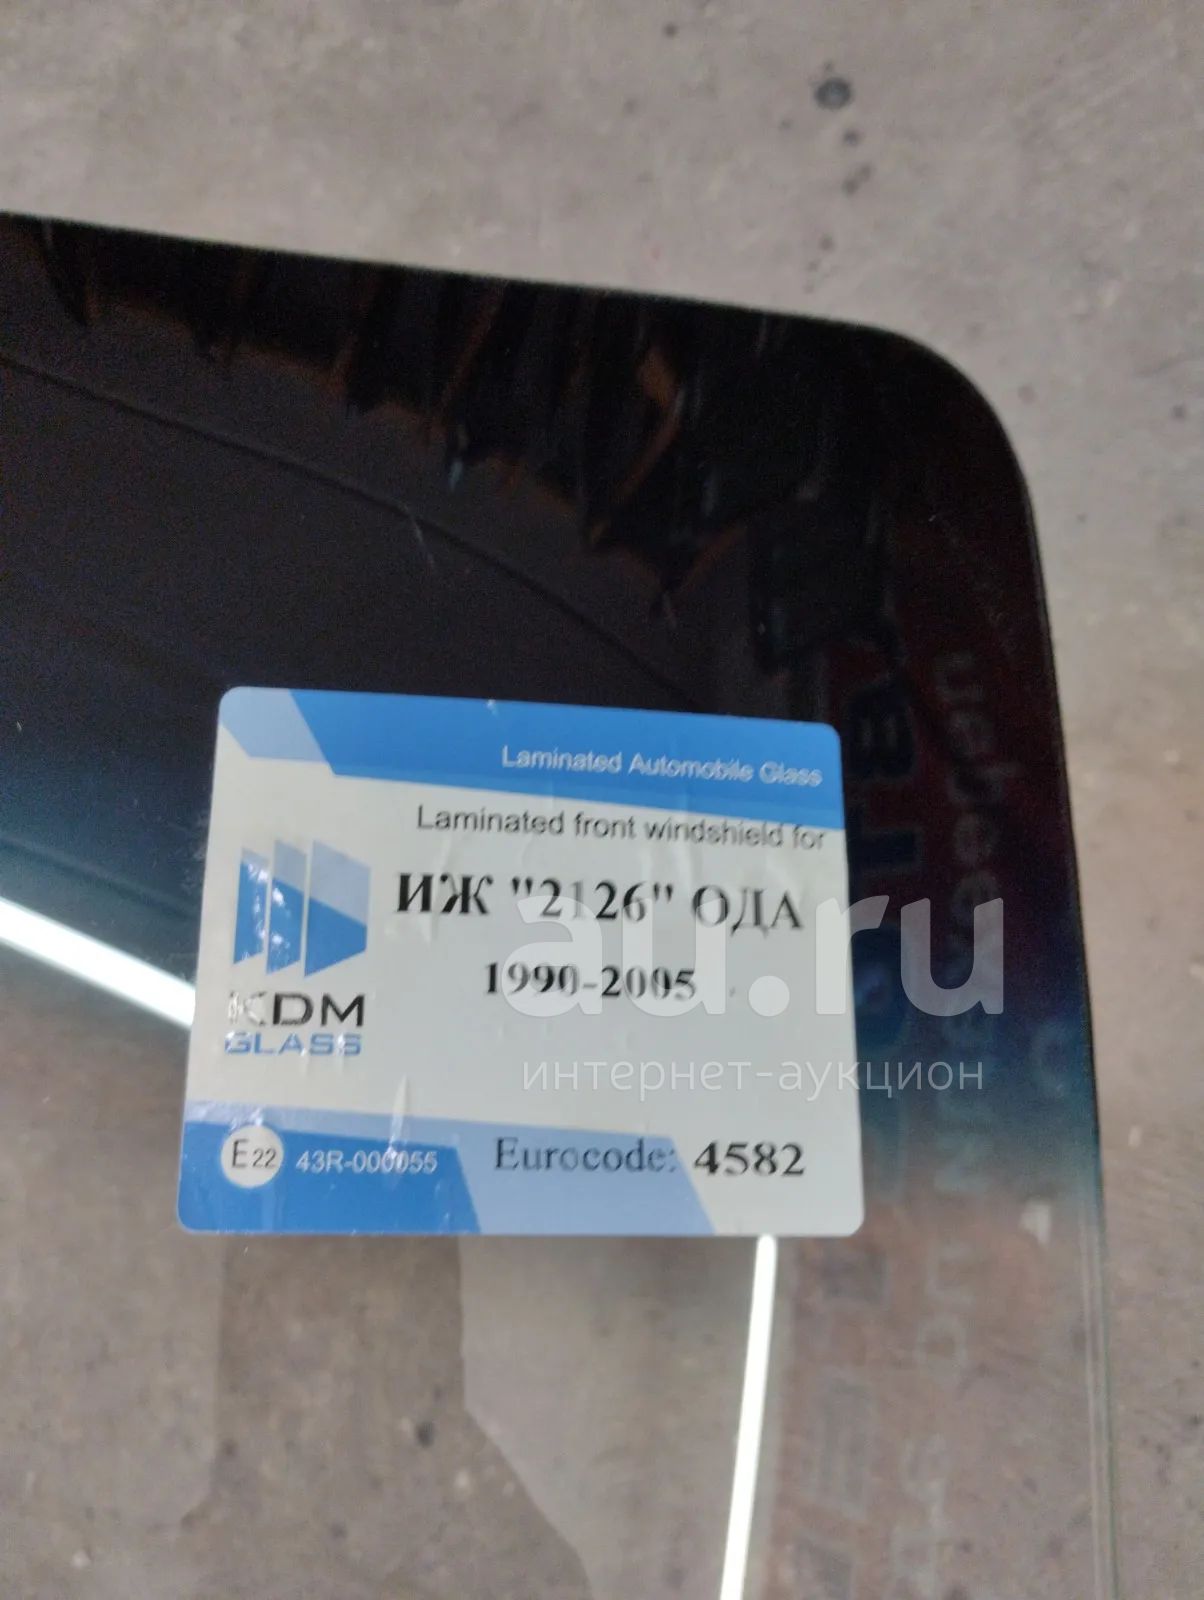 Laminated Automobile Glass
Laminated front windshield for
ИЖ "2126" ОДА
1990-2005
KDM
GLASS
E22 43R-000055
Eurocode: 4582
au.ru
интернет-аукцион